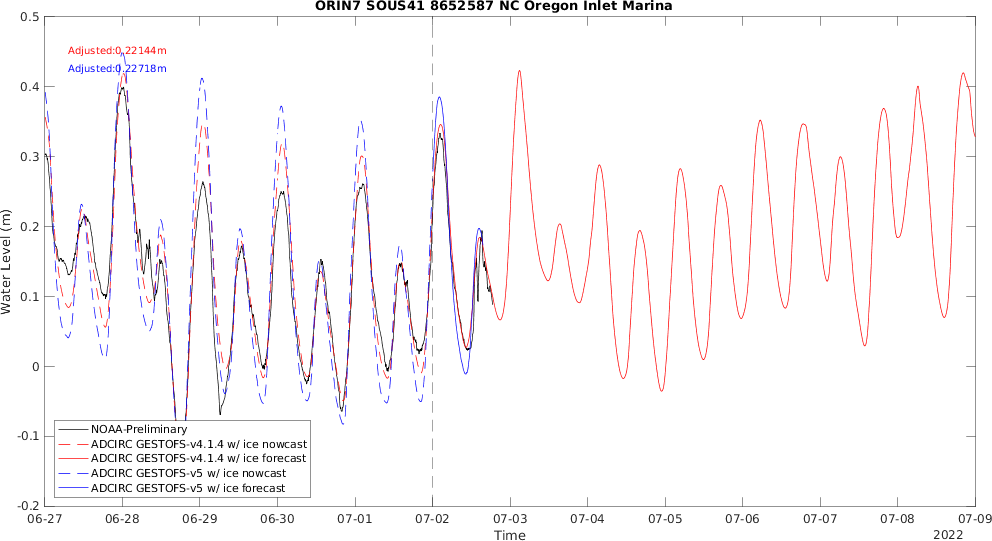 ORIN7 SOUS41 8652587 NC Oregon Inlet Marina
0.5
Adjusted:0.22144m
Adjusted:0.22718m
0.4
0.3
0.2
0.1
0
-0.1
-0.2
Water Level (m)
NOAA-Preliminary
ADCIRC GESTOFS-v4.1.4 w/ ice nowcast
ADCIRC GESTOFS-v4.1.4 w/ ice forecast
ADCIRC GESTOFS-v5 w/ ice nowcast
ADCIRC GESTOFS-v5 w/ ice forecast
06-27 06-28 06-29 06-30 07-01 07-02 07-03 07-04 07-05 07-06 07-07 07-08 07-09
Time
2022